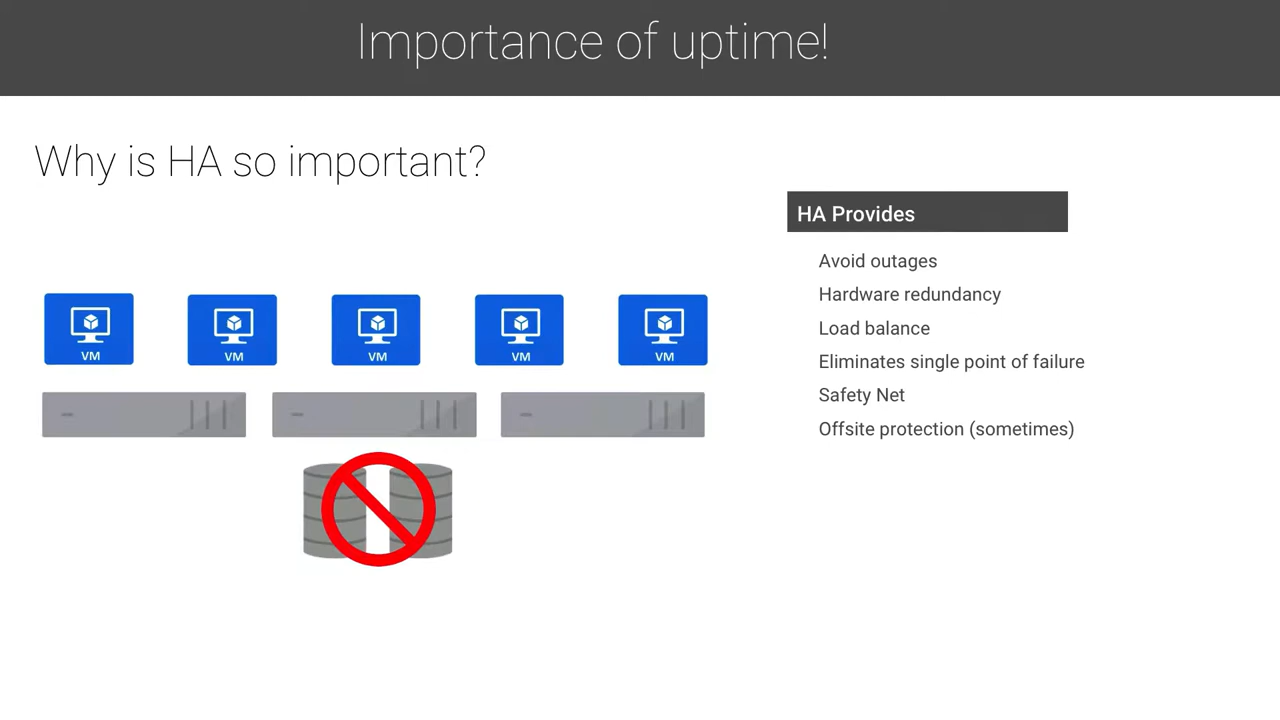 Importance of uptime!
Why is HA so important?
HA Provides
Avoid outages
Hardware redundancy
Load balance
Eliminates single point of failure
Safety Net
Offsite protection (sometimes)
VM
VM
VM
VM
VM